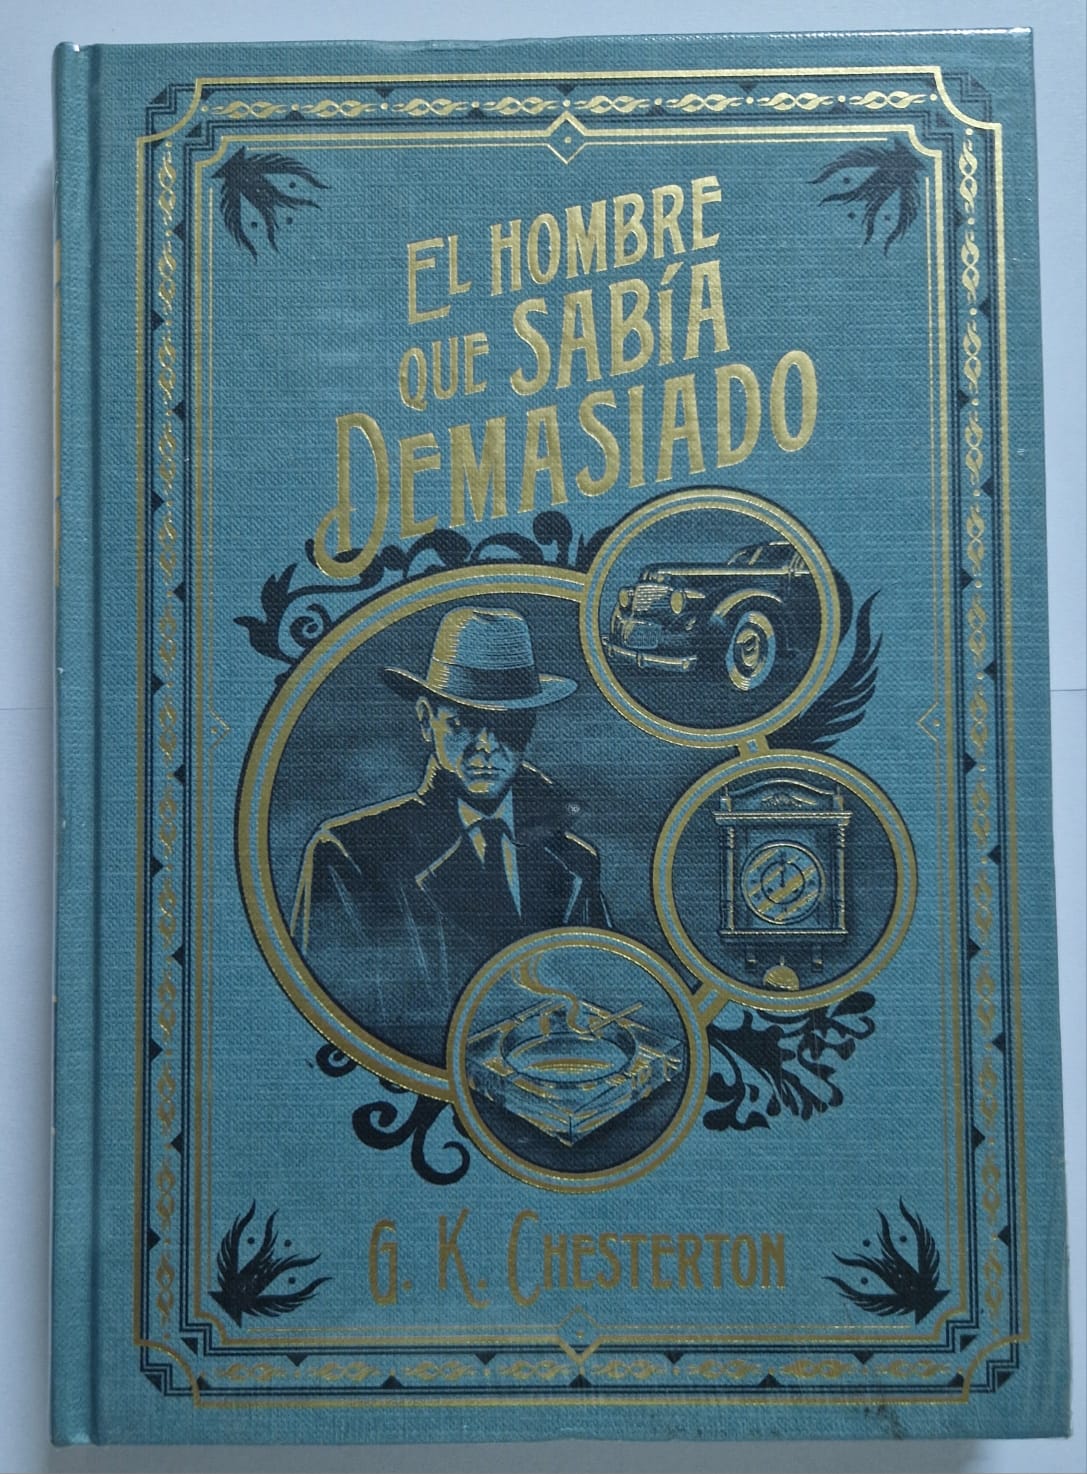 EL HOMBRE
QUE SABÍA
DEMASIADO
G. K. CHESTERTON